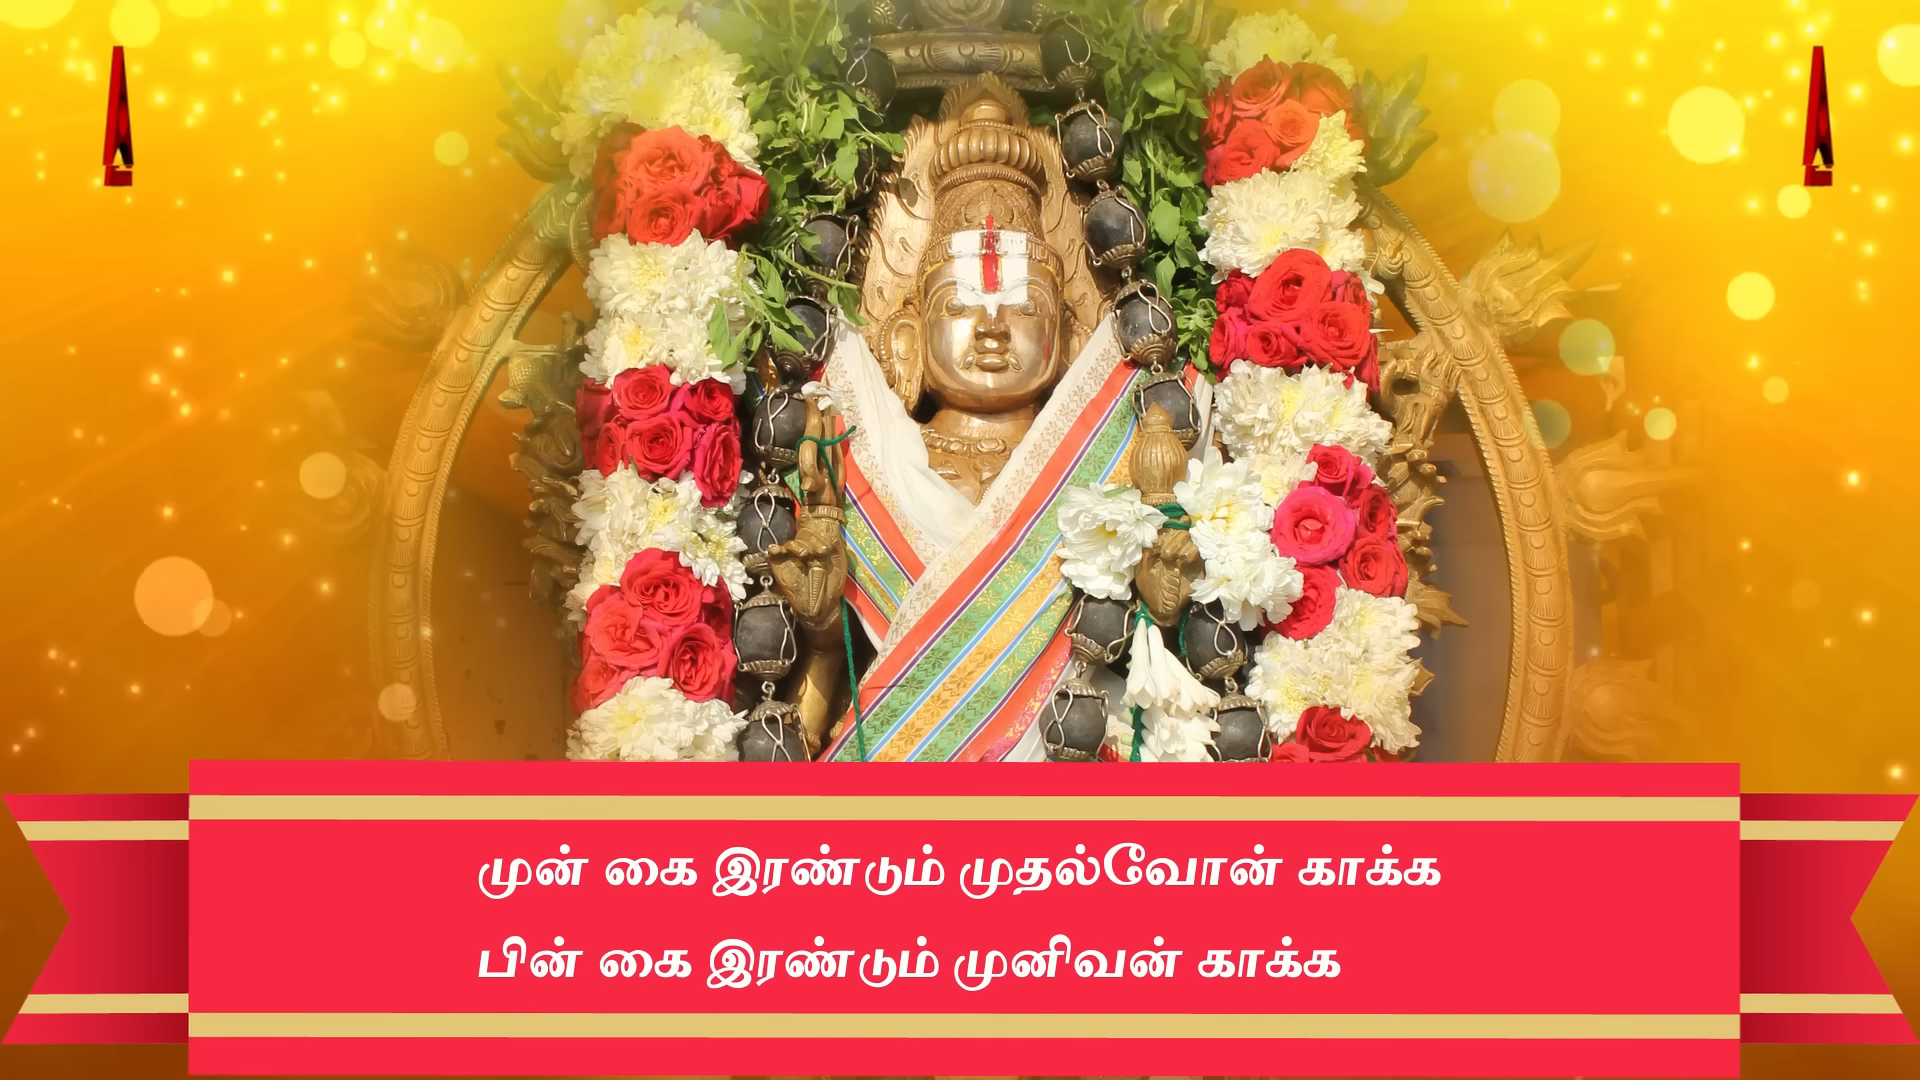 முன் கை இரண்டும் முதல்வோன் காக்க
பின் கை இரண்டும் முனிவன் காக்க